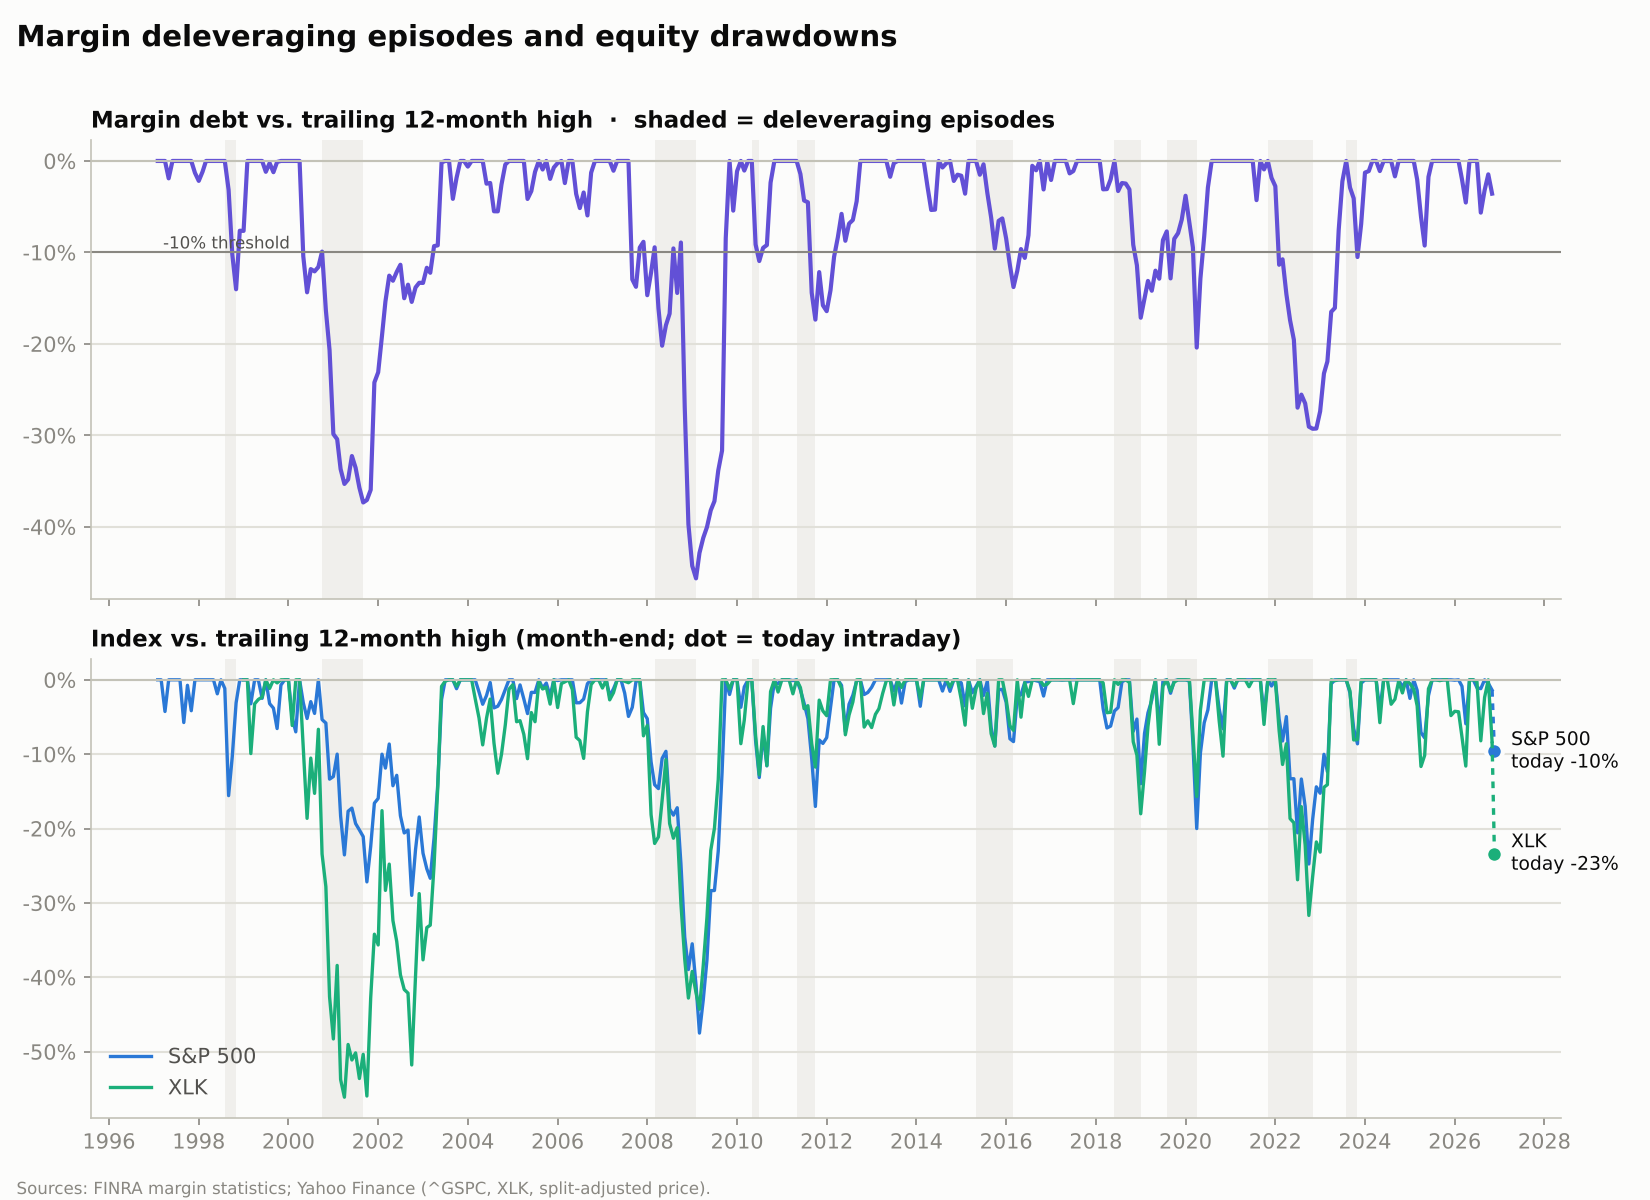 Margin deleveraging episodes and equity drawdowns
Margin debt vs. trailing 12-month high · shaded = deleveraging episodes
0%
-10% threshold
-10%
-20%
-30%
-40%
Index vs. trailing 12-month high (month-end; dot = today intraday)
0%
-10%
-20%
-30%
-40%
-50%
S&P 500
today -10%
XLK
today -23%
S&P 500
XLK
1996 1998 2000 2002 2004 2006 2008 2010 2012 2014 2016 2018 2020 2022 2024 2026 2028
Sources: FINRA margin statistics; Yahoo Finance (^GSPC, XLK, split-adjusted price).